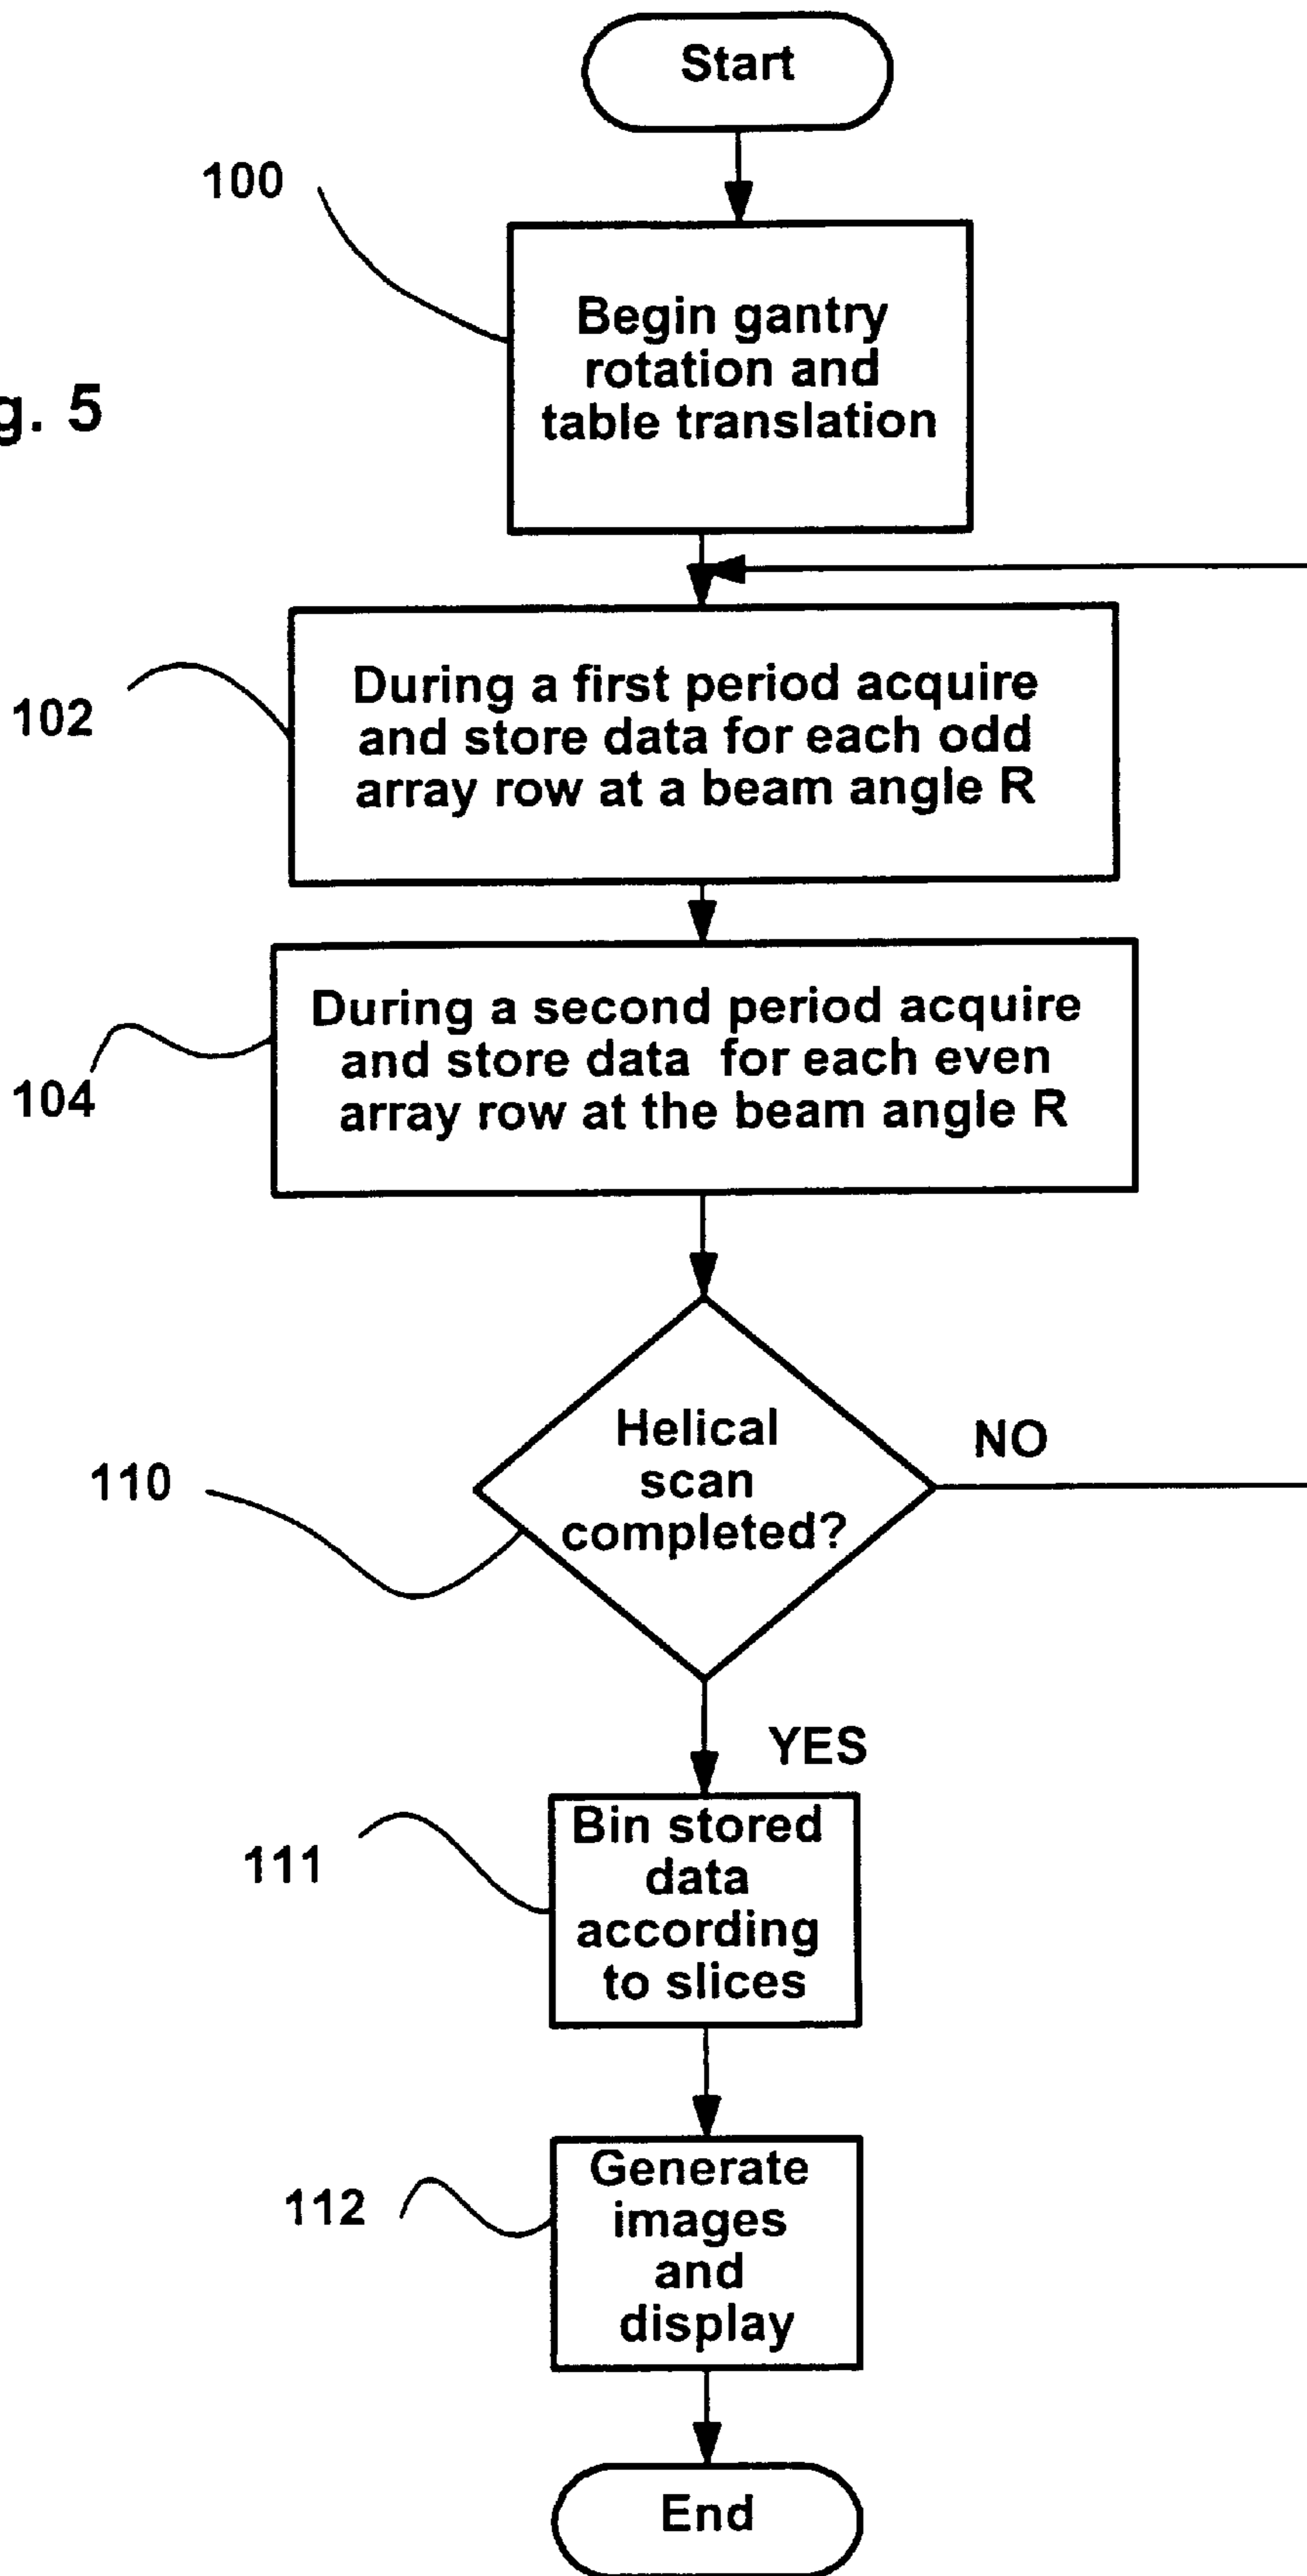 Start
100
Begin gantry
rotation and
table translation
g. 5
102
During a first period acquire
and store data for each odd
array row at a beam angle R
104
During a second period acquire
and store data for each even
array row at the beam angle R
110
Helical
scan
completed?
NO
YES
111
Bin stored
data
according
to slices
112
Generate
images
and
display
End